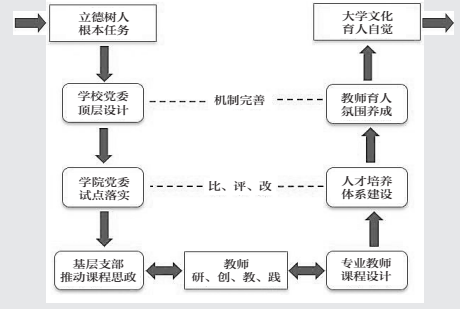 立德树人
根本任务
大学文化
育人自觉
学校党委
顶层设计
机制完善
教师育人
氛围养成
学院党委
试点落实
比、评、改
人才培养
体系建设
基层支部
推动课程思政
教师
研、创、教、践
专业教师
课程设计